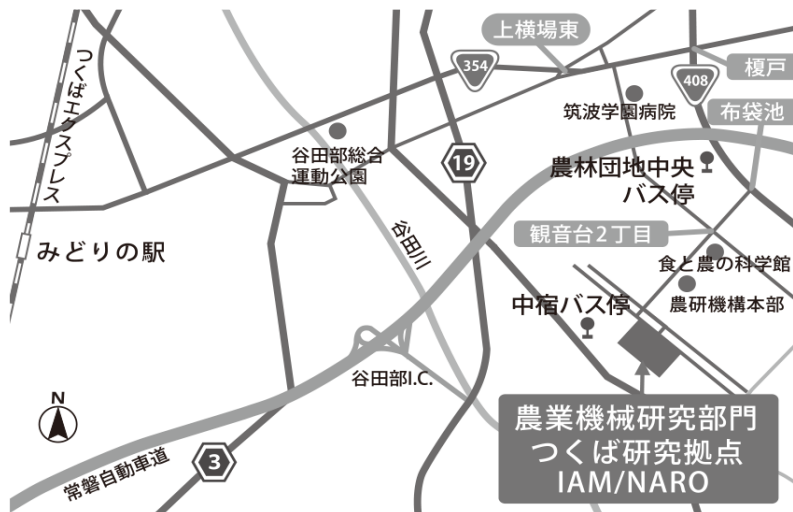 上横場東
354
榎戸
408
つくばエクスプレス
筑波学園病院
布袋池
谷田部総合
運動公園
19
農林団地中央
バス停
谷田川
観音台2丁目
みどりの駅
食と農の科学館
農研機構本部
中宿バス停
谷田部I.C.
N
農業機械研究部門
つくば研究拠点
IAM/NARO
3
常磐自動車道